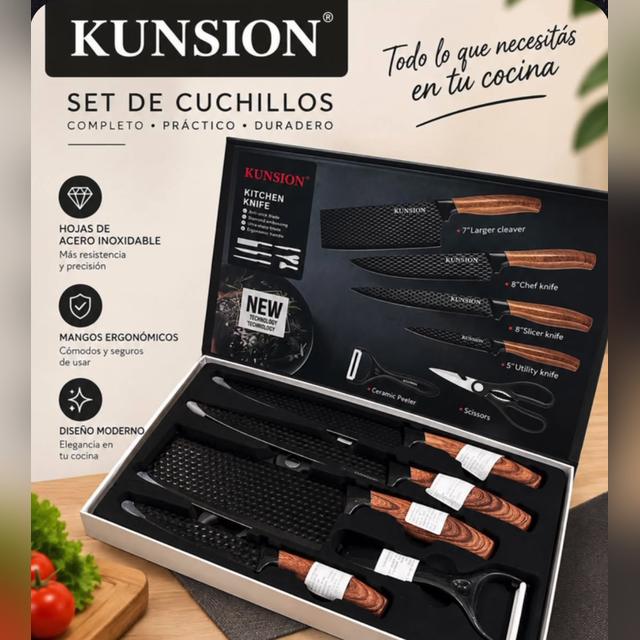 KUNSION®
Todo lo que necesitás
en tu cocina
SET DE CUCHILLOS
COMPLETO • PRÁCTICO • DURADERO
HOJAS DE
ACERO INOXIDABLE
Más resistencia
y precisión
MANGOS ERGONÓMICOS
Cómodos y seguros
de usar
DISEÑO MODERNO
Elegancia en
tu cocina
KUNSION®
KITCHEN
KNIFE
NEW
TECHNOLOGY
TECHNOLOGY
KUNSION
7"Larger cleaver
KUNSION
8"Chef knife
KUNSION
8"Slicer knife
KUNSION
5"Utility knife
Ceramic Peeler
Scissors